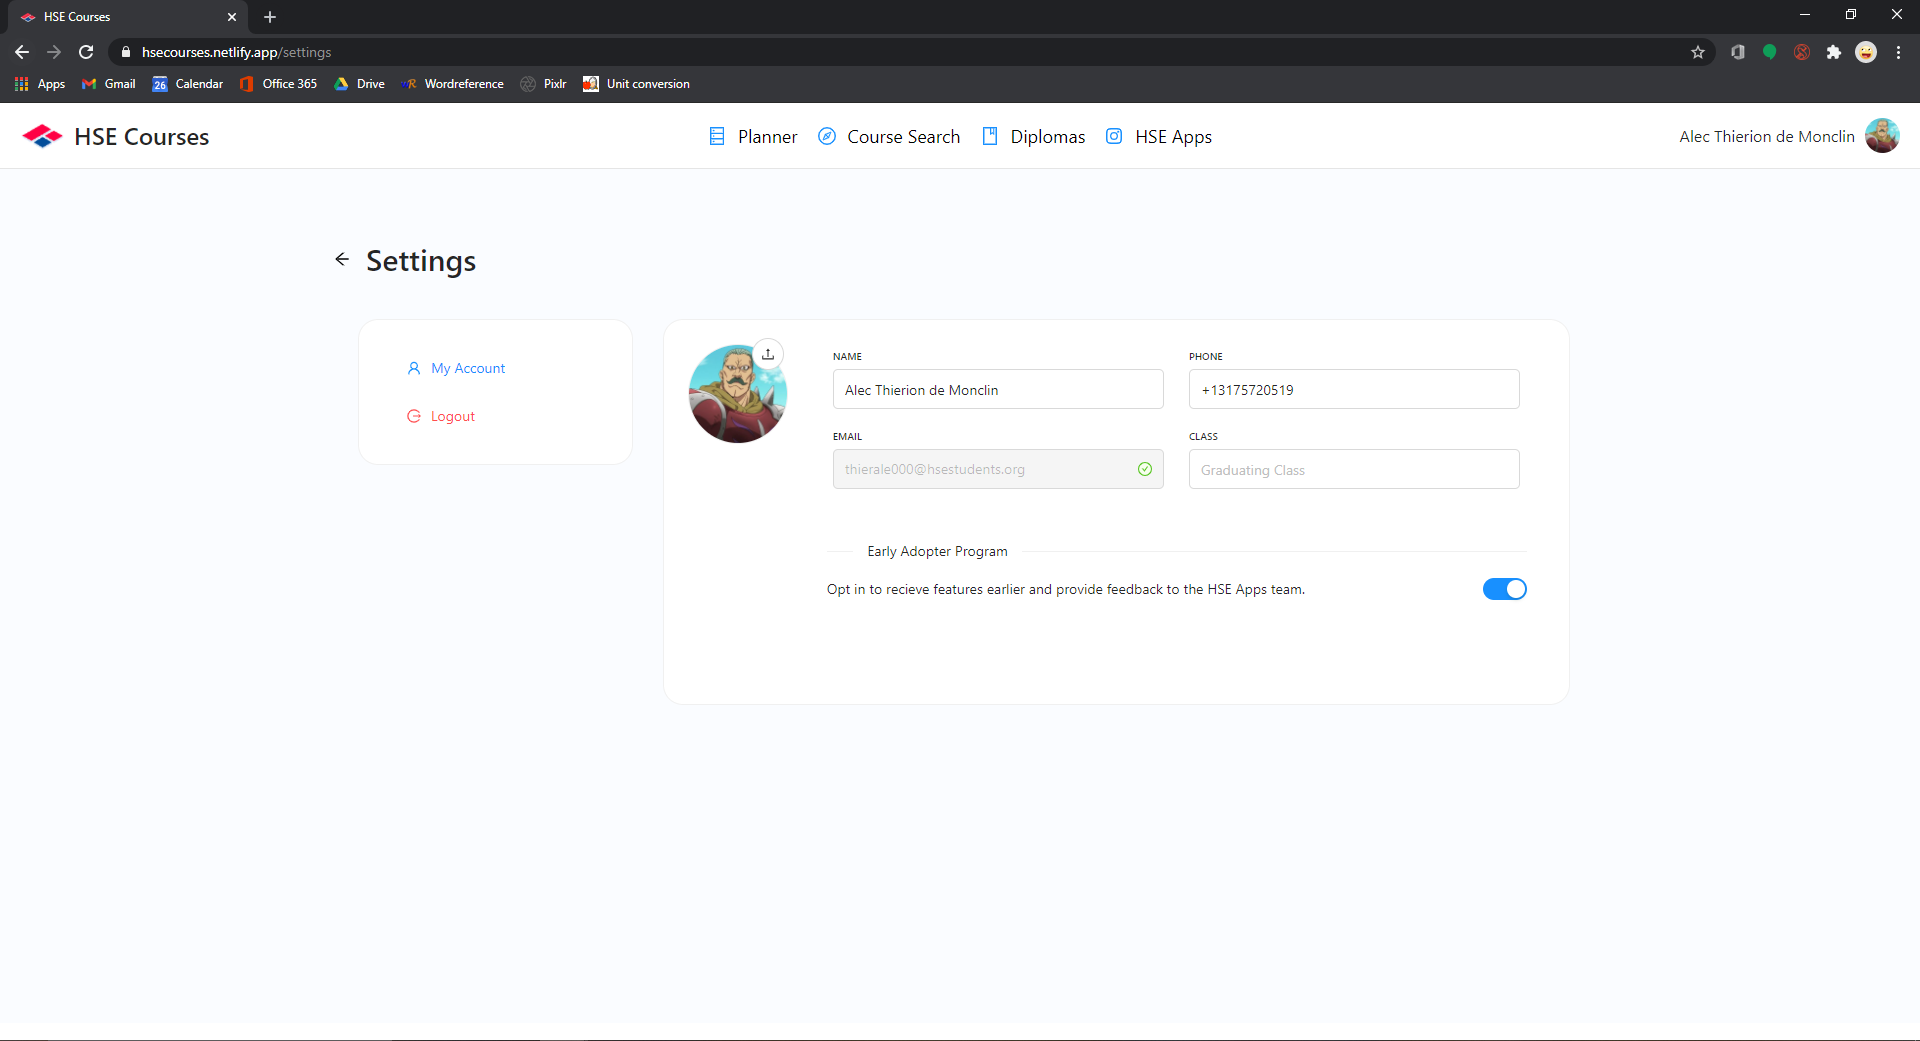 HSE Courses
hsecourses.netlify.app/settings
Apps Gmail 26 Calendar Office 365 Drive Wordreference Pixlr Unit conversion
HSE Courses Planner Course Search Diplomas HSE Apps Alec Thierion de Monclin
Settings
My Account
Logout
NAME PHONE
Alec Thierion de Monclin +13175720519
EMAIL CLASS
thierale000@hsestudents.org Graduating Class
Early Adopter Program
Opt in to recieve features earlier and provide feedback to the HSE Apps team.